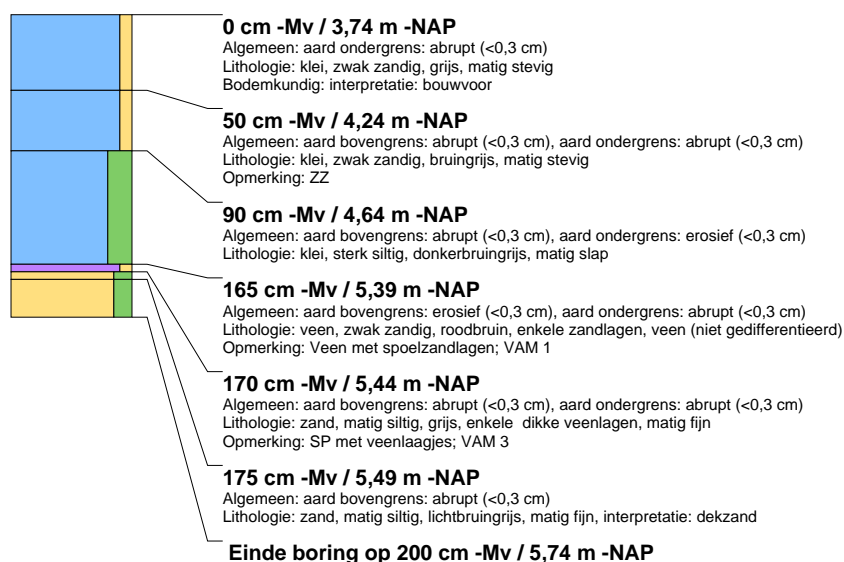 0 cm -Mv / 3,74 m -NAP
Algemeen: aard ondergrens: abrupt (<0,3 cm)
Lithologie: klei, zwak zandig, grijs, matig stevig
Bodemkundig: interpretatie: bouwvoor
50 cm -Mv / 4,24 m -NAP
Algemeen: aard bovengrens: abrupt (<0,3 cm), aard ondergrens: abrupt (<0,3 cm)
Lithologie: klei, zwak zandig, bruingrijs, matig stevig
Opmerking: ZZ
90 cm -Mv / 4,64 m -NAP
Algemeen: aard bovengrens: abrupt (<0,3 cm), aard ondergrens: erosief (<0,3 cm)
Lithologie: klei, sterk siltig, donkerbruingrijs, matig slap
165 cm -Mv / 5,39 m -NAP
Algemeen: aard bovengrens: erosief (<0,3 cm), aard ondergrens: abrupt (<0,3 cm)
Lithologie: veen, zwak zandig, roodbruin, enkele zandlagen, veen (niet gedifferentieerd)
Opmerking: Veen met spoelzandlagen; VAM 1
170 cm -Mv / 5,44 m -NAP
Algemeen: aard bovengrens: abrupt (<0,3 cm), aard ondergrens: abrupt (<0,3 cm)
Lithologie: zand, matig siltig, grijs, enkele dikke veenlagen, matig fijn
Opmerking: SP met veenlaagjes; VAM 3
175 cm -Mv / 5,49 m -NAP
Algemeen: aard bovengrens: abrupt (<0,3 cm)
Lithologie: zand, matig siltig, lichtbruingrijs, matig fijn, interpretatie: dekzand
Einde boring op 200 cm -Mv / 5,74 m -NAP